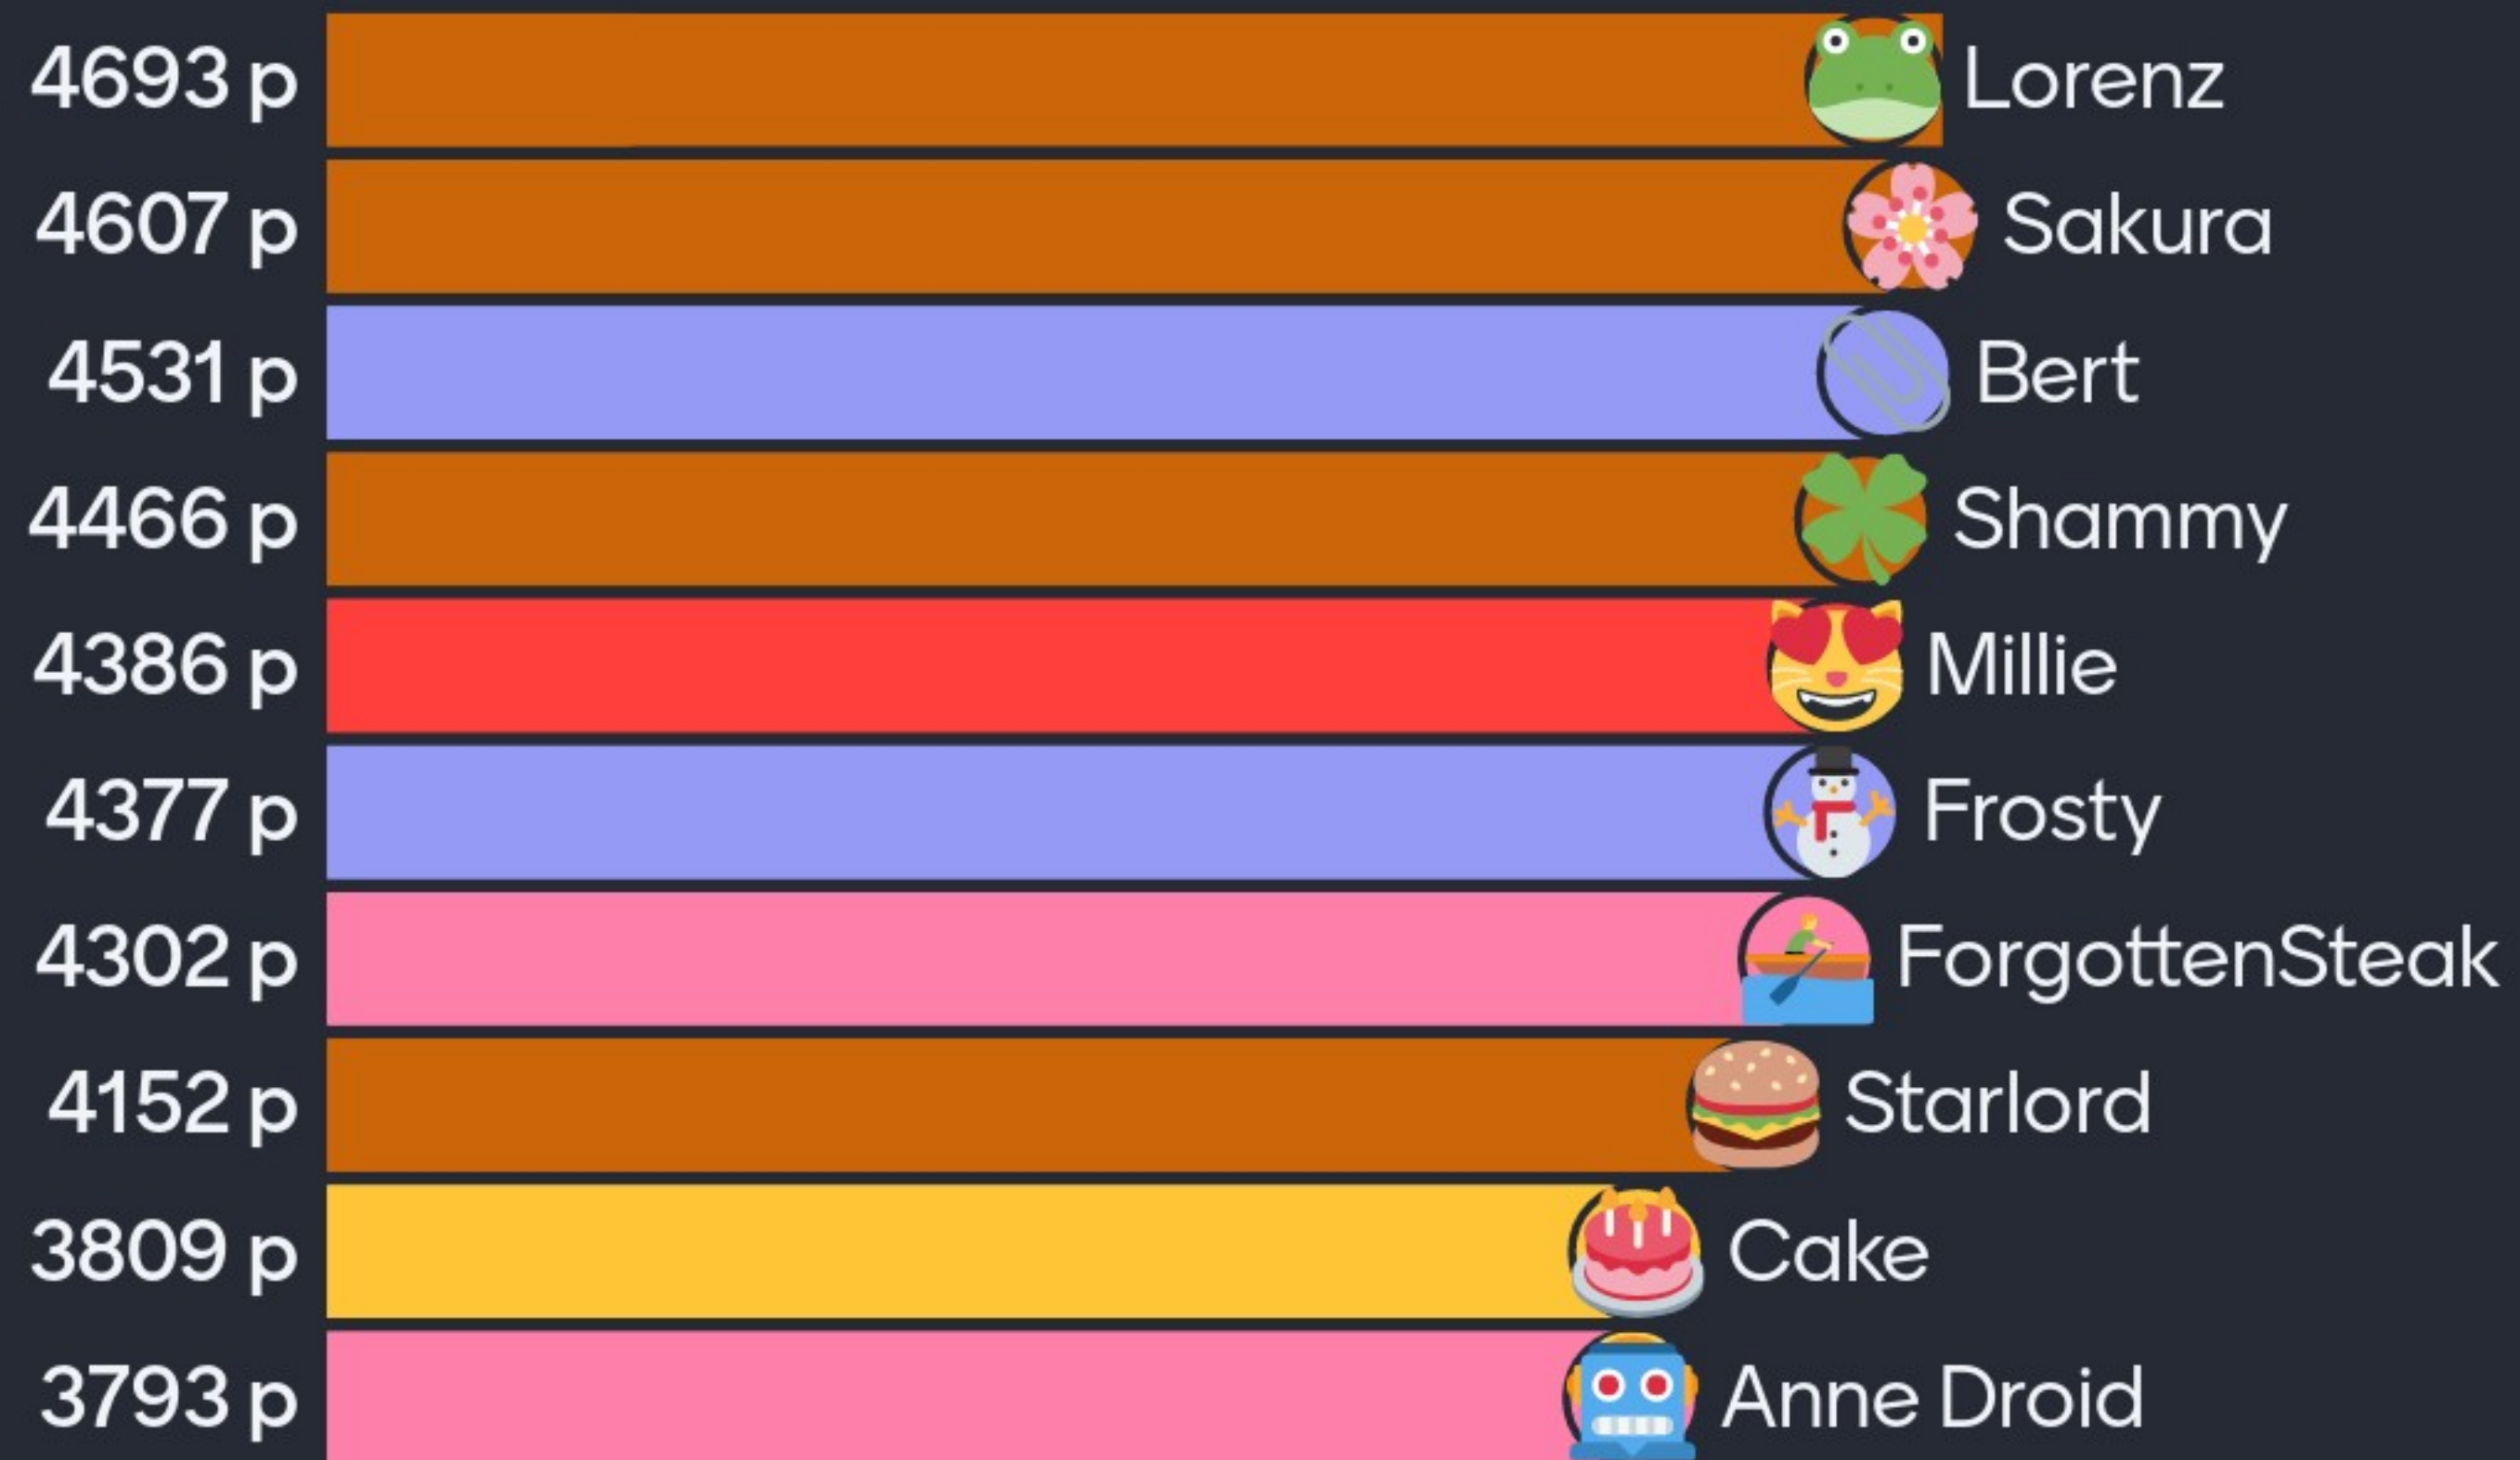 4693 p Lorenz
4607 p Sakura
4531 p Bert
4466 p Shammy
4386 p Millie
4377 p Frosty
4302 p ForgottenSteak
4152 p Starlord
3809 p Cake
3793 p Anne Droid